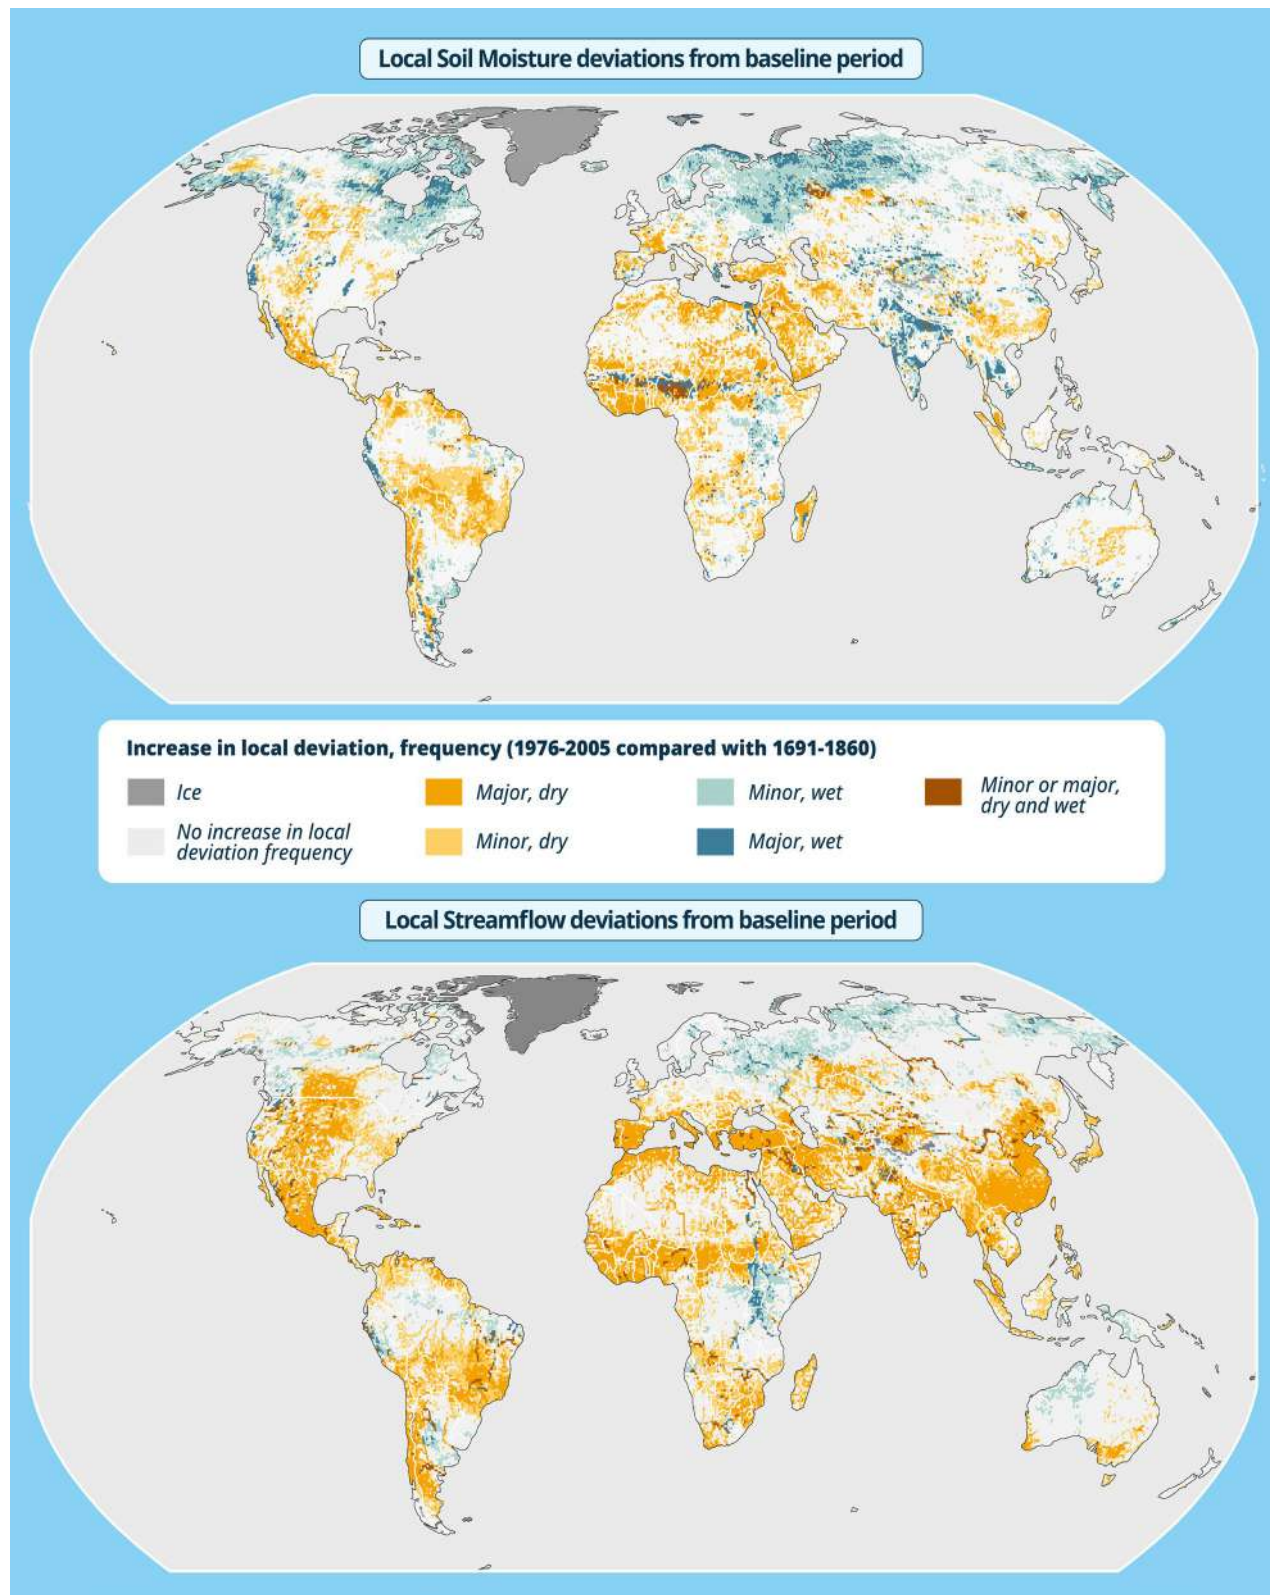 Local Soil Moisture deviations from baseline period
Increase in local deviation, frequency (1976-2005 compared with 1691-1860)
Ice
Major, dry
Minor, wet
Minor or major,
dry and wet
No increase in local
deviation frequency
Minor, dry
Major, wet
Local Streamflow deviations from baseline period